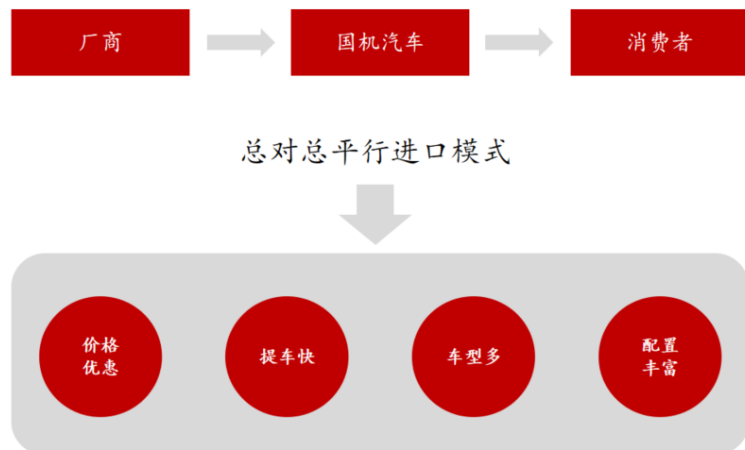 厂商
国机汽车
消费者
总对总平行进口模式
价格
优惠
提车快
车型多
配置
丰富